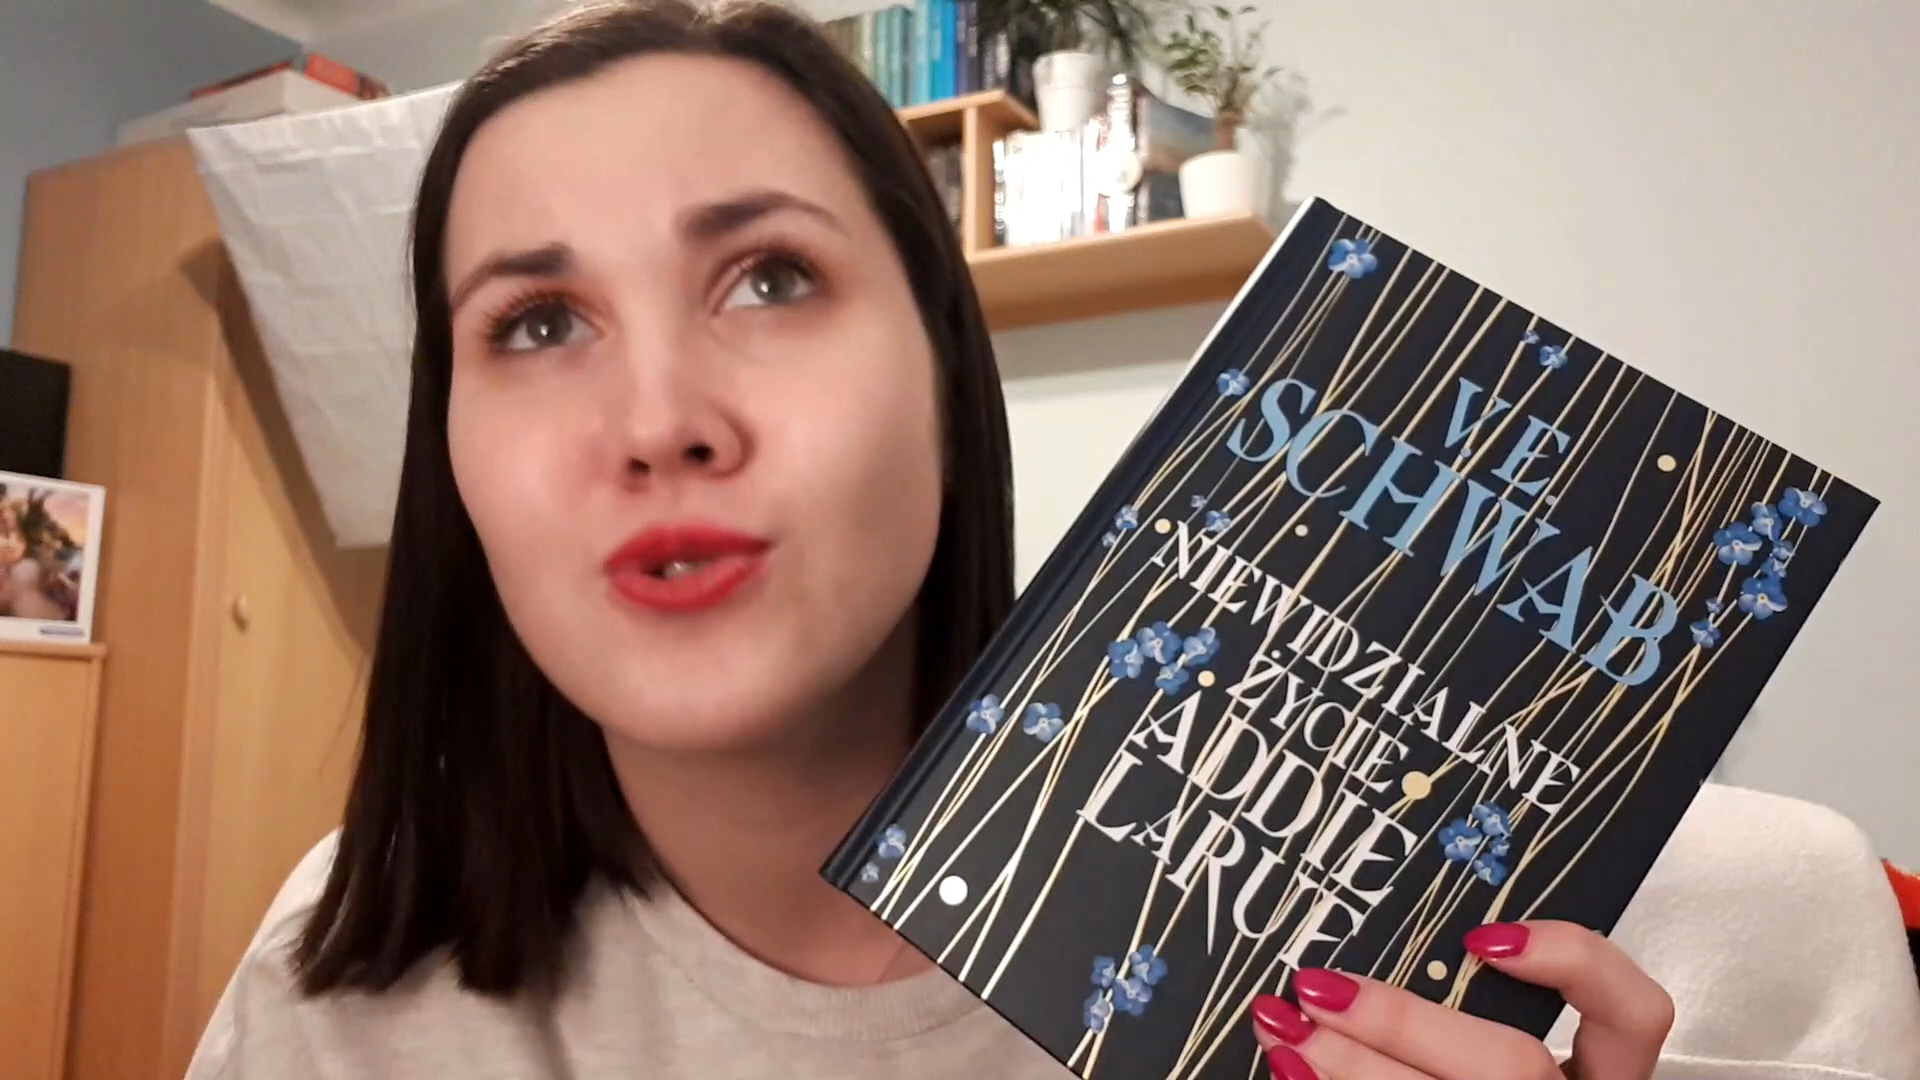 V. E.
SCHWAB
NIEWIDZIALNE
ŻYCIE
ADDIE
LARUE